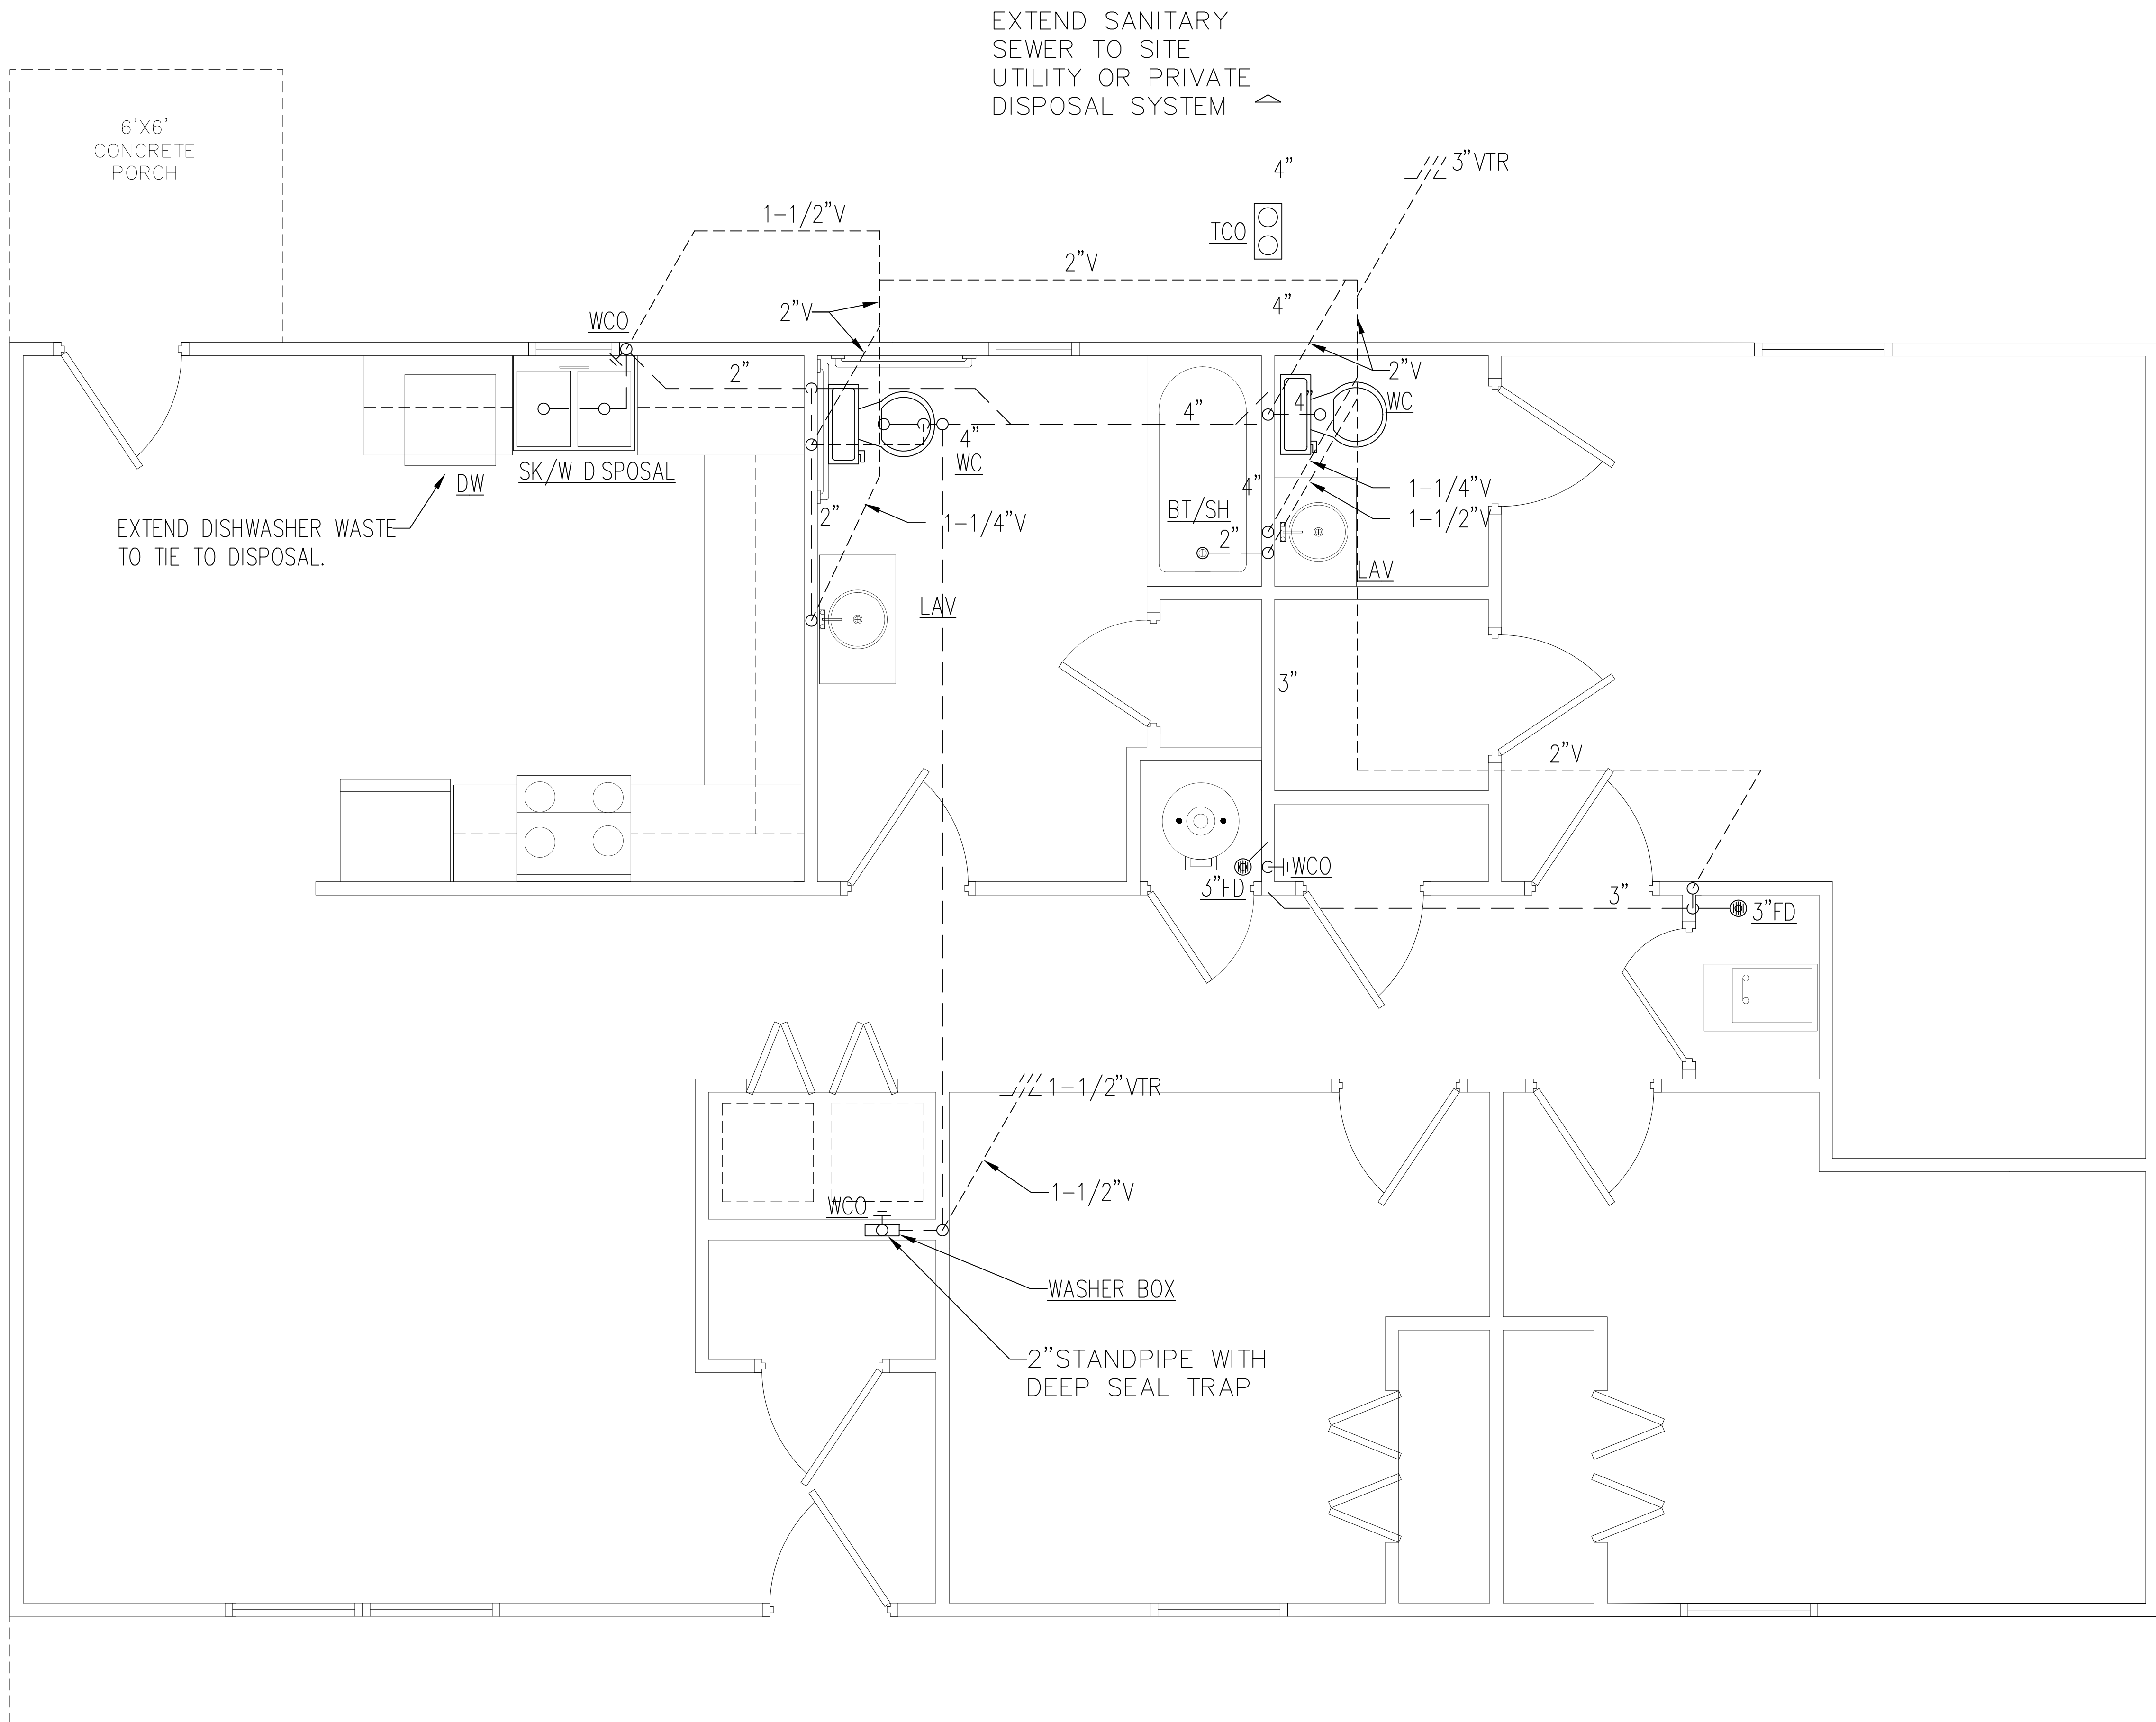 EXTEND SANITARY
SEWER TO SITE
UTILITY OR PRIVATE
DISPOSAL SYSTEM
6'X6'
CONCRETE
PORCH
4"
3"VTR
1-1/2"V
TCO
2"V
2"V
4"
WCO
2"
2"V
4"
4"
WC
4"
WC
SK/W DISPOSAL
DW
4"
1-1/4"V
BT/SH
1-1/2"V
2"
1-1/4"V
EXTEND DISHWASHER WASTE
TO TIE TO DISPOSAL.
2"
LAV
LAV
3"
2"V
WCO
3"FD
3"
3"FD
1-1/2"VTR
1-1/2"V
WCO
WASHER BOX
2"STANDPIPE WITH
DEEP SEAL TRAP